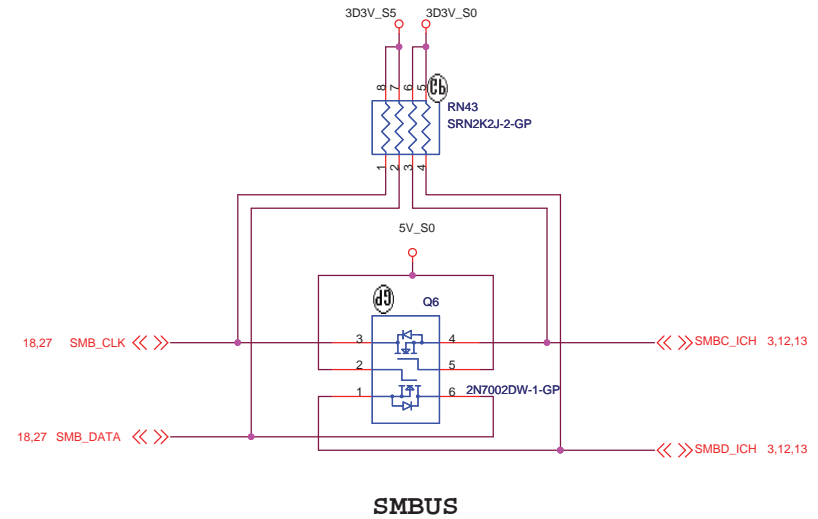 3D3V_S5 3D3V_S0
8 7 6 5
GP
RN43
SRN2K2J-2-GP
1 2 3 4
5V_S0
GP
Q6
18,27 SMB_CLK 3 4 SMBC_ICH 3,12,13
2 5
1 6 2N7002DW-1-GP
18,27 SMB_DATA SMBD_ICH 3,12,13
SMBUS